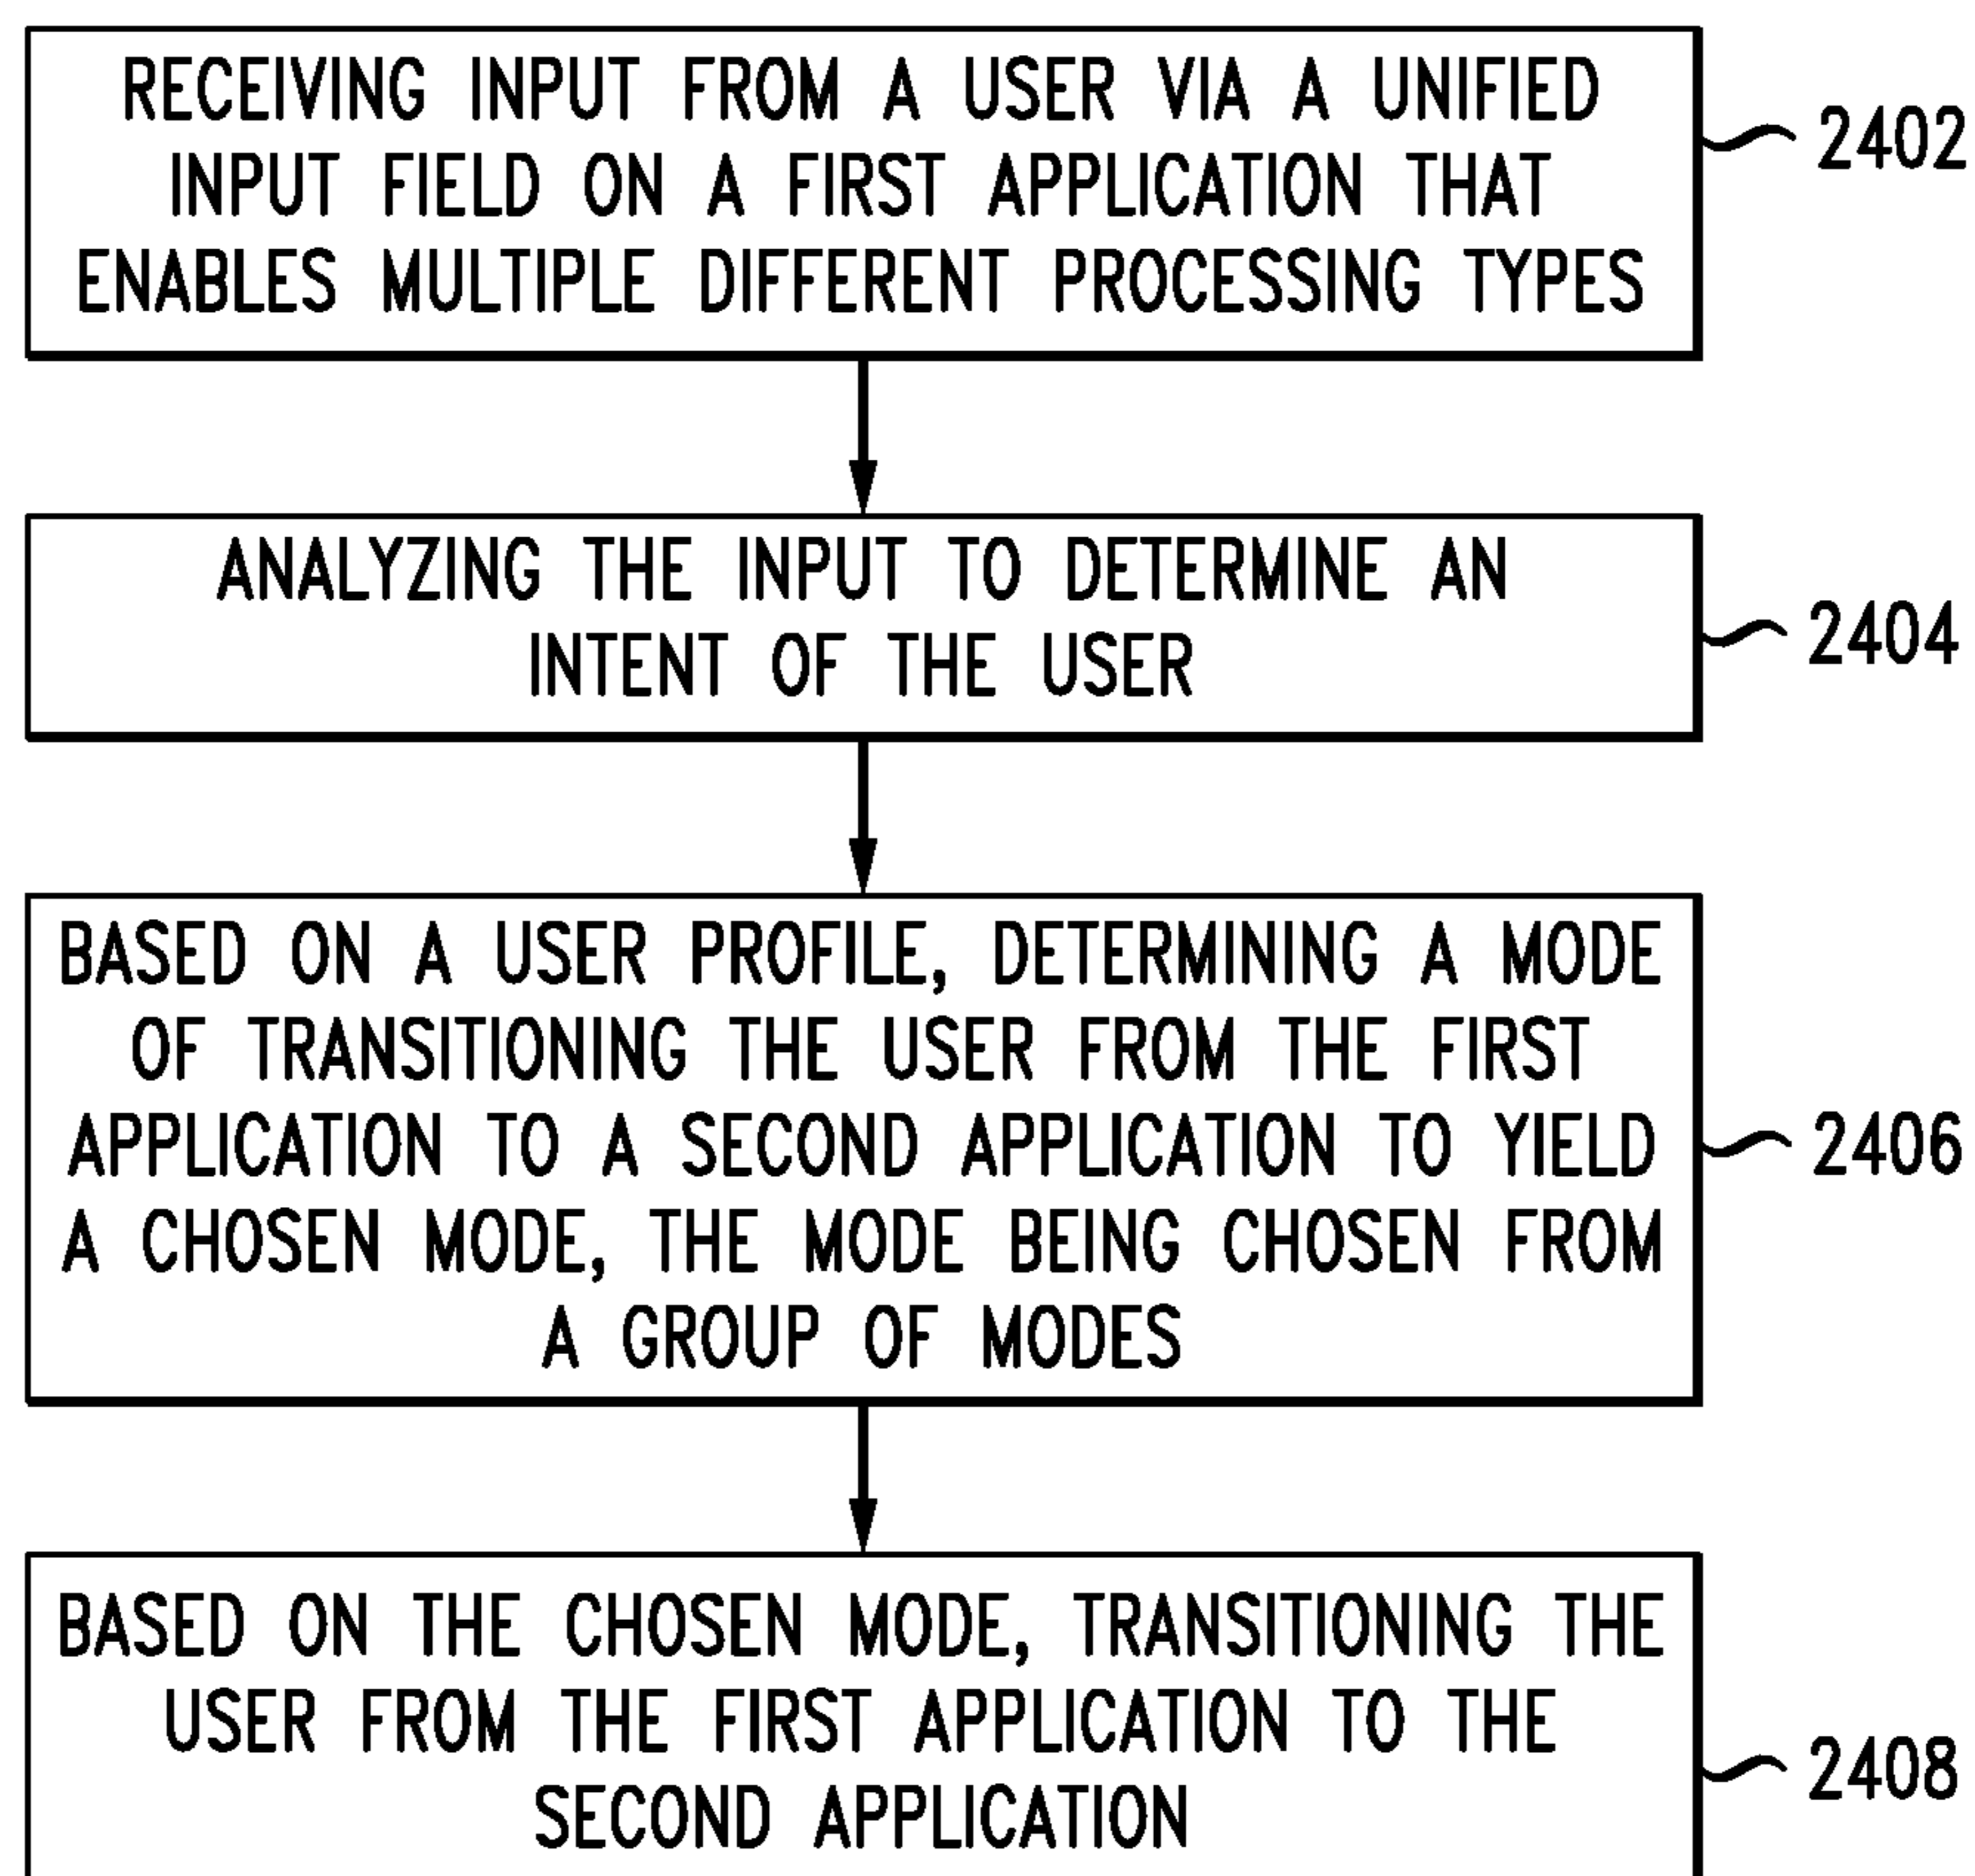 RECEIVING INPUT FROM A USER VIA A UNIFIED
INPUT FIELD ON A FIRST APPLICATION THAT
ENABLES MULTIPLE DIFFERENT PROCESSING TYPES
2402
ANALYZING THE INPUT TO DETERMINE AN
INTENT OF THE USER
2404
BASED ON A USER PROFILE, DETERMINING A MODE
OF TRANSITIONING THE USER FROM THE FIRST
APPLICATION TO A SECOND APPLICATION TO YIELD
A CHOSEN MODE, THE MODE BEING CHOSEN FROM
A GROUP OF MODES
2406
BASED ON THE CHOSEN MODE, TRANSITIONING THE
USER FROM THE FIRST APPLICATION TO THE
SECOND APPLICATION
2408